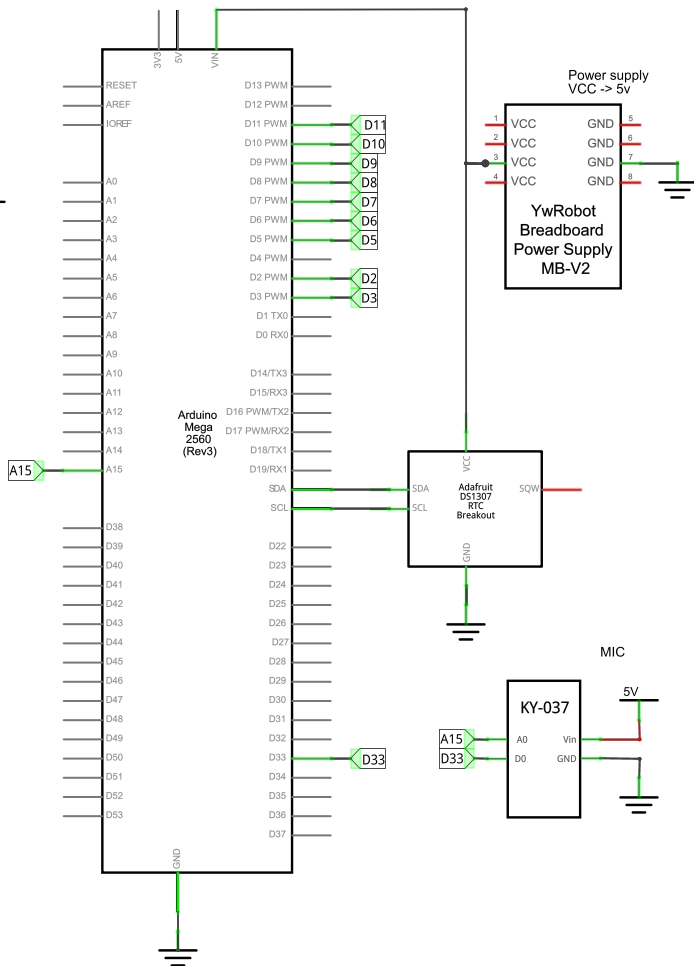 3V3
5V
VIN
RESET
AREF
IOREF
A0
A1
A2
A3
A4
A5
A6
A7
A8
A9
A10
A11
A12
A13
A14
A15
A15
D38
D39
D40
D41
D42
D43
D44
D45
D46
D47
D48
D49
D50
D51
D52
D53
Arduino
Mega
2560
(Rev3)
D13 PWM
D12 PWM
D11 PWM
D10 PWM
D9 PWM
D8 PWM
D7 PWM
D6 PWM
D5 PWM
D4 PWM
D2 PWM
D3 PWM
D1 TX0
D0 RX0
D14/TX3
D15/RX3
D16 PWM/TX2
D17 PWM/RX2
D18/TX1
D19/RX1
SDA
SCL
D22
D23
D24
D25
D26
D27
D28
D29
D30
D31
D32
D33
D34
D35
D36
D37
GND
D11
D10
D9
D8
D7
D6
D5
D2
D3
D33
Power supply
VCC -> 5v
1 VCC GND 5
2 VCC GND 6
3 VCC GND 7
4 VCC GND 8
YwRobot
Breadboard
Power Supply
MB-V2
VCC
SDA
SCL
Adafruit
DS1307
RTC
Breakout
SQW
GND
MIC
5V
KY-037
A15 A0 Vin
D33 D0 GND